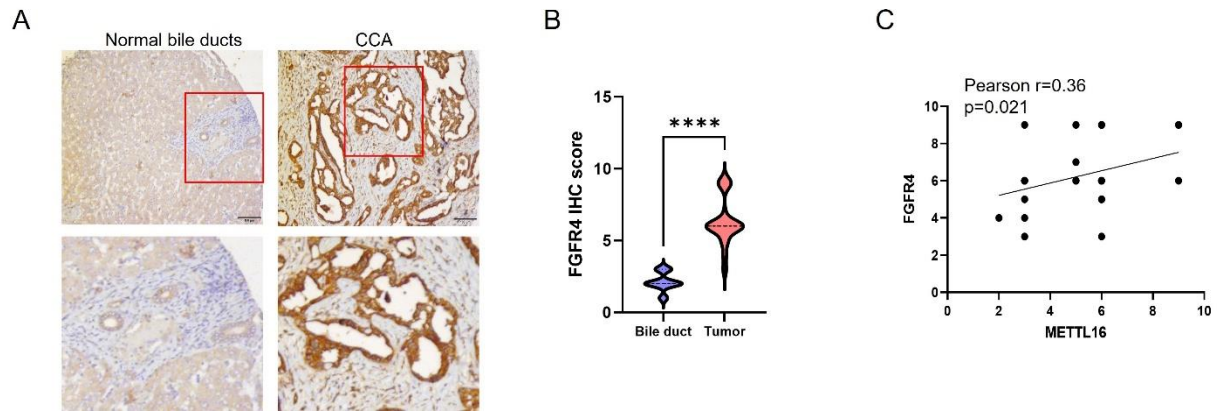 A
Normal bile ducts
CCA
B
FGFR4 IHC score
15
10
5
0
****
Bile duct
Tumor
C
Pearson r=0.36
p=0.021
FGFR4
10
8
6
4
2
0
0
2
4
6
8
10
METTL16